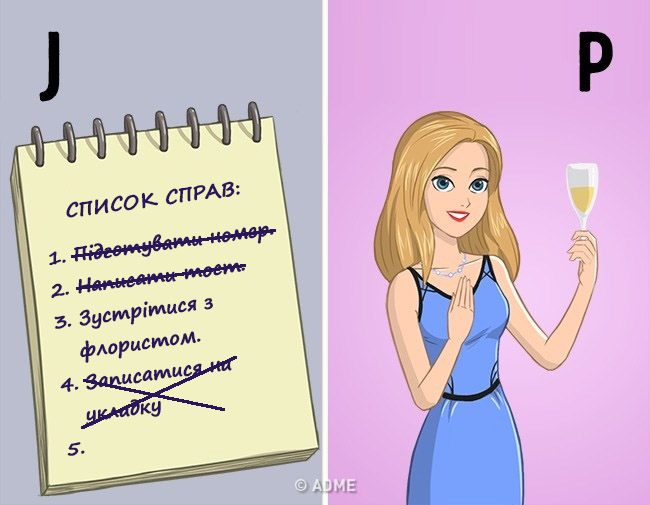 J
P
СПИСОК СПРАВ:
1. Підготувати номер.
2. Написати тост.
3. Зустрітися з
флористом.
4. Записатися на
укладку
5.
© ADME